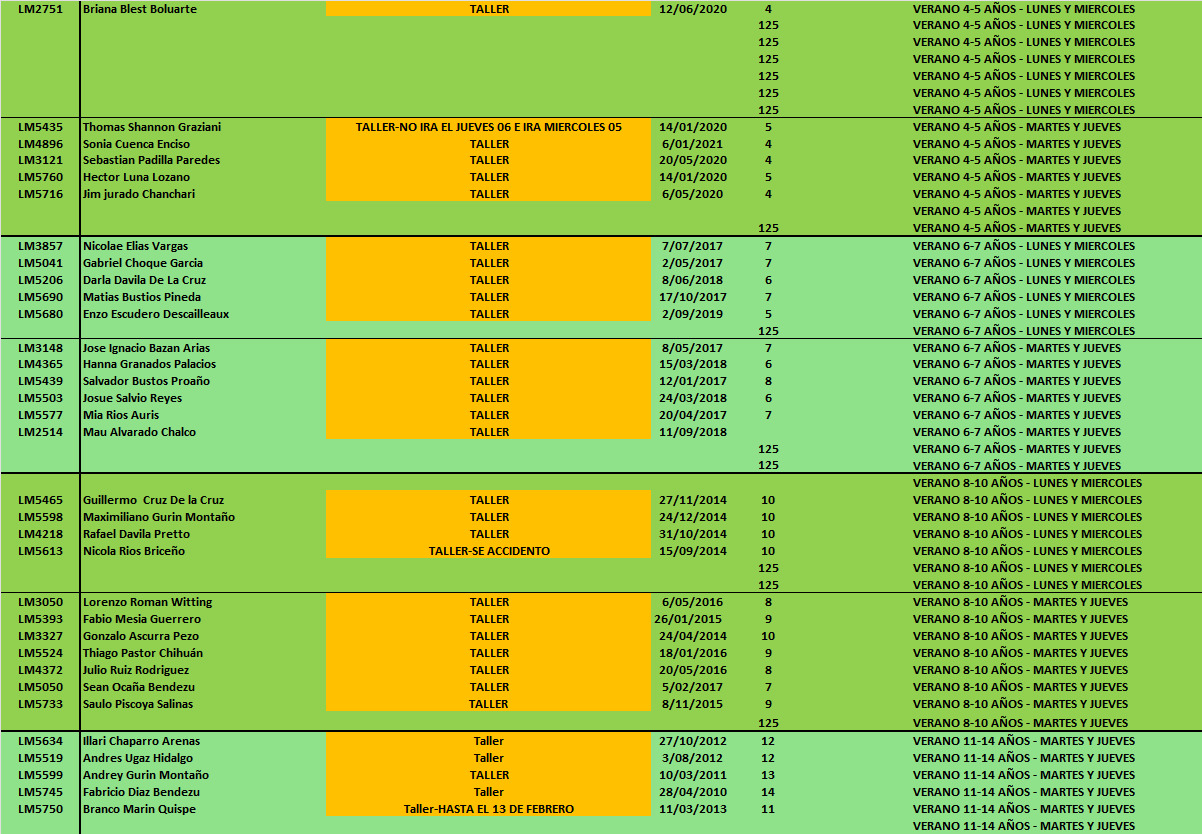 LM2751 Briana Blest Boluarte TALLER 12/06/2020 4 VERANO 4-5 AÑOS - LUNES Y MIERCOLES
125 VERANO 4-5 AÑOS - LUNES Y MIERCOLES
125 VERANO 4-5 AÑOS - LUNES Y MIERCOLES
125 VERANO 4-5 AÑOS - LUNES Y MIERCOLES
125 VERANO 4-5 AÑOS - LUNES Y MIERCOLES
125 VERANO 4-5 AÑOS - LUNES Y MIERCOLES
125 VERANO 4-5 AÑOS - LUNES Y MIERCOLES
LM5435 Thomas Shannon Graziani TALLER-NO IRA EL JUEVES 06 E IRA MIERCOLES 05 14/01/2020 5 VERANO 4-5 AÑOS - MARTES Y JUEVES
LM4896 Sonia Cuenca Enciso TALLER 6/01/2021 4 VERANO 4-5 AÑOS - MARTES Y JUEVES
LM3121 Sebastian Padilla Paredes TALLER 20/05/2020 4 VERANO 4-5 AÑOS - MARTES Y JUEVES
LM5760 Hector Luna Lozano TALLER 14/01/2020 5 VERANO 4-5 AÑOS - MARTES Y JUEVES
LM5716 Jim jurado Chanchari TALLER 6/05/2020 4 VERANO 4-5 AÑOS - MARTES Y JUEVES
VERANO 4-5 AÑOS - MARTES Y JUEVES
125 VERANO 4-5 AÑOS - MARTES Y JUEVES
LM3857 Nicolae Elias Vargas TALLER 7/07/2017 7 VERANO 6-7 AÑOS - LUNES Y MIERCOLES
LM5041 Gabriel Choque Garcia TALLER 2/05/2017 7 VERANO 6-7 AÑOS - LUNES Y MIERCOLES
LM5206 Darla Davila De La Cruz TALLER 8/06/2018 6 VERANO 6-7 AÑOS - LUNES Y MIERCOLES
LM5690 Matias Bustios Pineda TALLER 17/10/2017 7 VERANO 6-7 AÑOS - LUNES Y MIERCOLES
LM5680 Enzo Escudero Descailleaux TALLER 2/09/2019 5 VERANO 6-7 AÑOS - LUNES Y MIERCOLES
125 VERANO 6-7 AÑOS - LUNES Y MIERCOLES
LM3148 Jose Ignacio Bazan Arias TALLER 8/05/2017 7 VERANO 6-7 AÑOS - MARTES Y JUEVES
LM4365 Hanna Granados Palacios TALLER 15/03/2018 6 VERANO 6-7 AÑOS - MARTES Y JUEVES
LM5439 Salvador Bustos Proaño TALLER 12/01/2017 8 VERANO 6-7 AÑOS - MARTES Y JUEVES
LM5503 Josue Salvio Reyes TALLER 24/03/2018 6 VERANO 6-7 AÑOS - MARTES Y JUEVES
LM5577 Mia Rios Auris TALLER 20/04/2017 7 VERANO 6-7 AÑOS - MARTES Y JUEVES
LM2514 Mau Alvarado Chalco TALLER 11/09/2018 VERANO 6-7 AÑOS - MARTES Y JUEVES
125 VERANO 6-7 AÑOS - MARTES Y JUEVES
125 VERANO 6-7 AÑOS - MARTES Y JUEVES
VERANO 8-10 AÑOS - LUNES Y MIERCOLES
LM5465 Guillermo Cruz De la Cruz TALLER 27/11/2014 10 VERANO 8-10 AÑOS - LUNES Y MIERCOLES
LM5598 Maximiliano Gurin Montaño TALLER 24/12/2014 10 VERANO 8-10 AÑOS - LUNES Y MIERCOLES
LM4218 Rafael Davila Pretto TALLER 31/10/2014 10 VERANO 8-10 AÑOS - LUNES Y MIERCOLES
LM5613 Nicola Rios Briceño TALLER-SE ACCIDENTO 15/09/2014 10 VERANO 8-10 AÑOS - LUNES Y MIERCOLES
125 VERANO 8-10 AÑOS - LUNES Y MIERCOLES
125 VERANO 8-10 AÑOS - LUNES Y MIERCOLES
LM3050 Lorenzo Roman Witting TALLER 6/05/2016 8 VERANO 8-10 AÑOS - MARTES Y JUEVES
LM5393 Fabio Mesia Guerrero TALLER 26/01/2015 9 VERANO 8-10 AÑOS - MARTES Y JUEVES
LM3327 Gonzalo Ascurra Pezo TALLER 24/04/2014 10 VERANO 8-10 AÑOS - MARTES Y JUEVES
LM5524 Thiago Pastor Chihuán TALLER 18/01/2016 9 VERANO 8-10 AÑOS - MARTES Y JUEVES
LM4372 Julio Ruiz Rodriguez TALLER 20/05/2016 8 VERANO 8-10 AÑOS - MARTES Y JUEVES
LM5050 Sean Ocaña Bendezu TALLER 5/02/2017 7 VERANO 8-10 AÑOS - MARTES Y JUEVES
LM5733 Saulo Piscoya Salinas TALLER 8/11/2015 9 VERANO 8-10 AÑOS - MARTES Y JUEVES
125 VERANO 8-10 AÑOS - MARTES Y JUEVES
LM5634 Illari Chaparro Arenas Taller 27/10/2012 12 VERANO 11-14 AÑOS - MARTES Y JUEVES
LM5519 Andres Ugaz Hidalgo Taller 3/08/2012 12 VERANO 11-14 AÑOS - MARTES Y JUEVES
LM5599 Andrey Gurin Montaño TALLER 10/03/2011 13 VERANO 11-14 AÑOS - MARTES Y JUEVES
LM5745 Fabricio Diaz Bendezu Taller 28/04/2010 14 VERANO 11-14 AÑOS - MARTES Y JUEVES
LM5750 Branco Marin Quispe Taller-HASTA EL 13 DE FEBRERO 11/03/2013 11 VERANO 11-14 AÑOS - MARTES Y JUEVES
VERANO 11-14 AÑOS - MARTES Y JUEVES